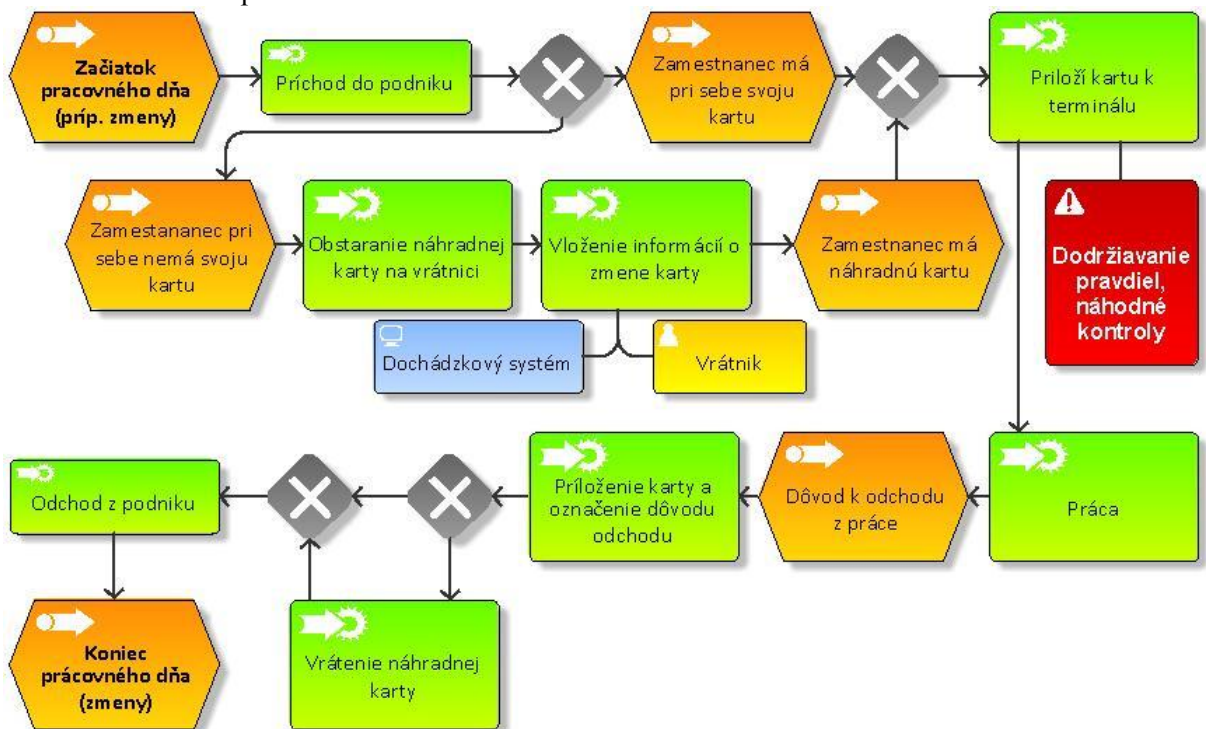 Začiatok
pracovného dňa
(príp. zmeny)
Príchod do podniku
Zamestnanec má
pri sebe svoju
kartu
Priloží kartu k
terminálu
Zamestananec pri
sebe nemá svoju
kartu
Obstaranie náhradnej
karty na vrátnici
Vloženie informácií o
zmene karty
Zamestnanec má
náhradnú kartu
Dodržiavanie
pravdiel,
náhodné
kontroly
Dochádzkový systém
Vrátnik
Odchod z podniku
Príloženie karty a
označenie dôvodu
odchodu
Dôvod k odchodu
z práce
Práca
Koniec
prácovného dňa
(zmeny)
Vrátenie náhradnej
karty